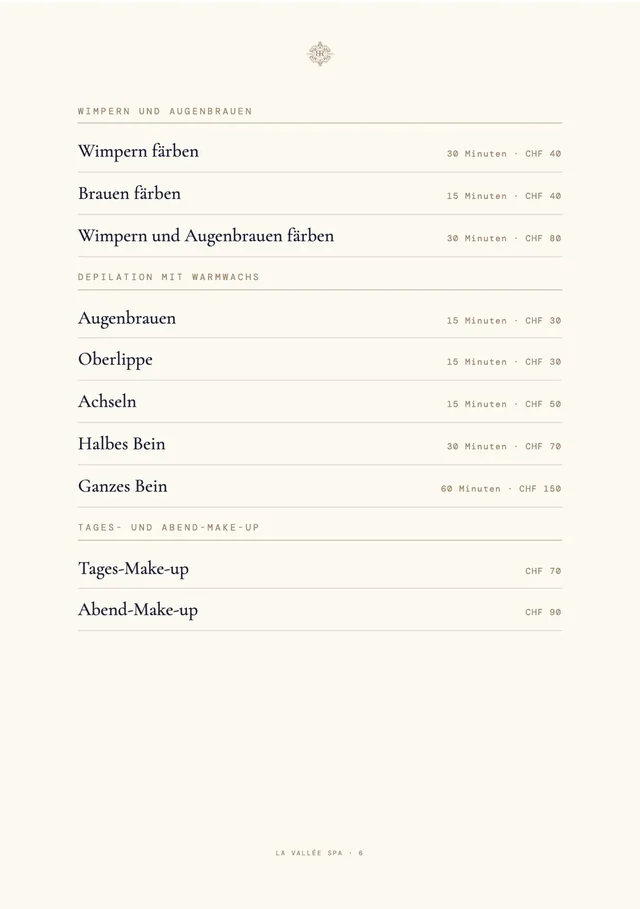 WIMPERN UND AUGENBRAUEN
Wimpern färben 30 Minuten · CHF 40
Brauen färben 15 Minuten · CHF 40
Wimpern und Augenbrauen färben 30 Minuten · CHF 80
DEPILATION MIT WARMWACHS
Augenbrauen 15 Minuten · CHF 30
Oberlippe 15 Minuten · CHF 30
Achseln 15 Minuten · CHF 50
Halbes Bein 30 Minuten · CHF 70
Ganzes Bein 60 Minuten · CHF 150
TAGES- UND ABEND-MAKE-UP
Tages-Make-up CHF 70
Abend-Make-up CHF 90
LA VALLÉE SPA · 6